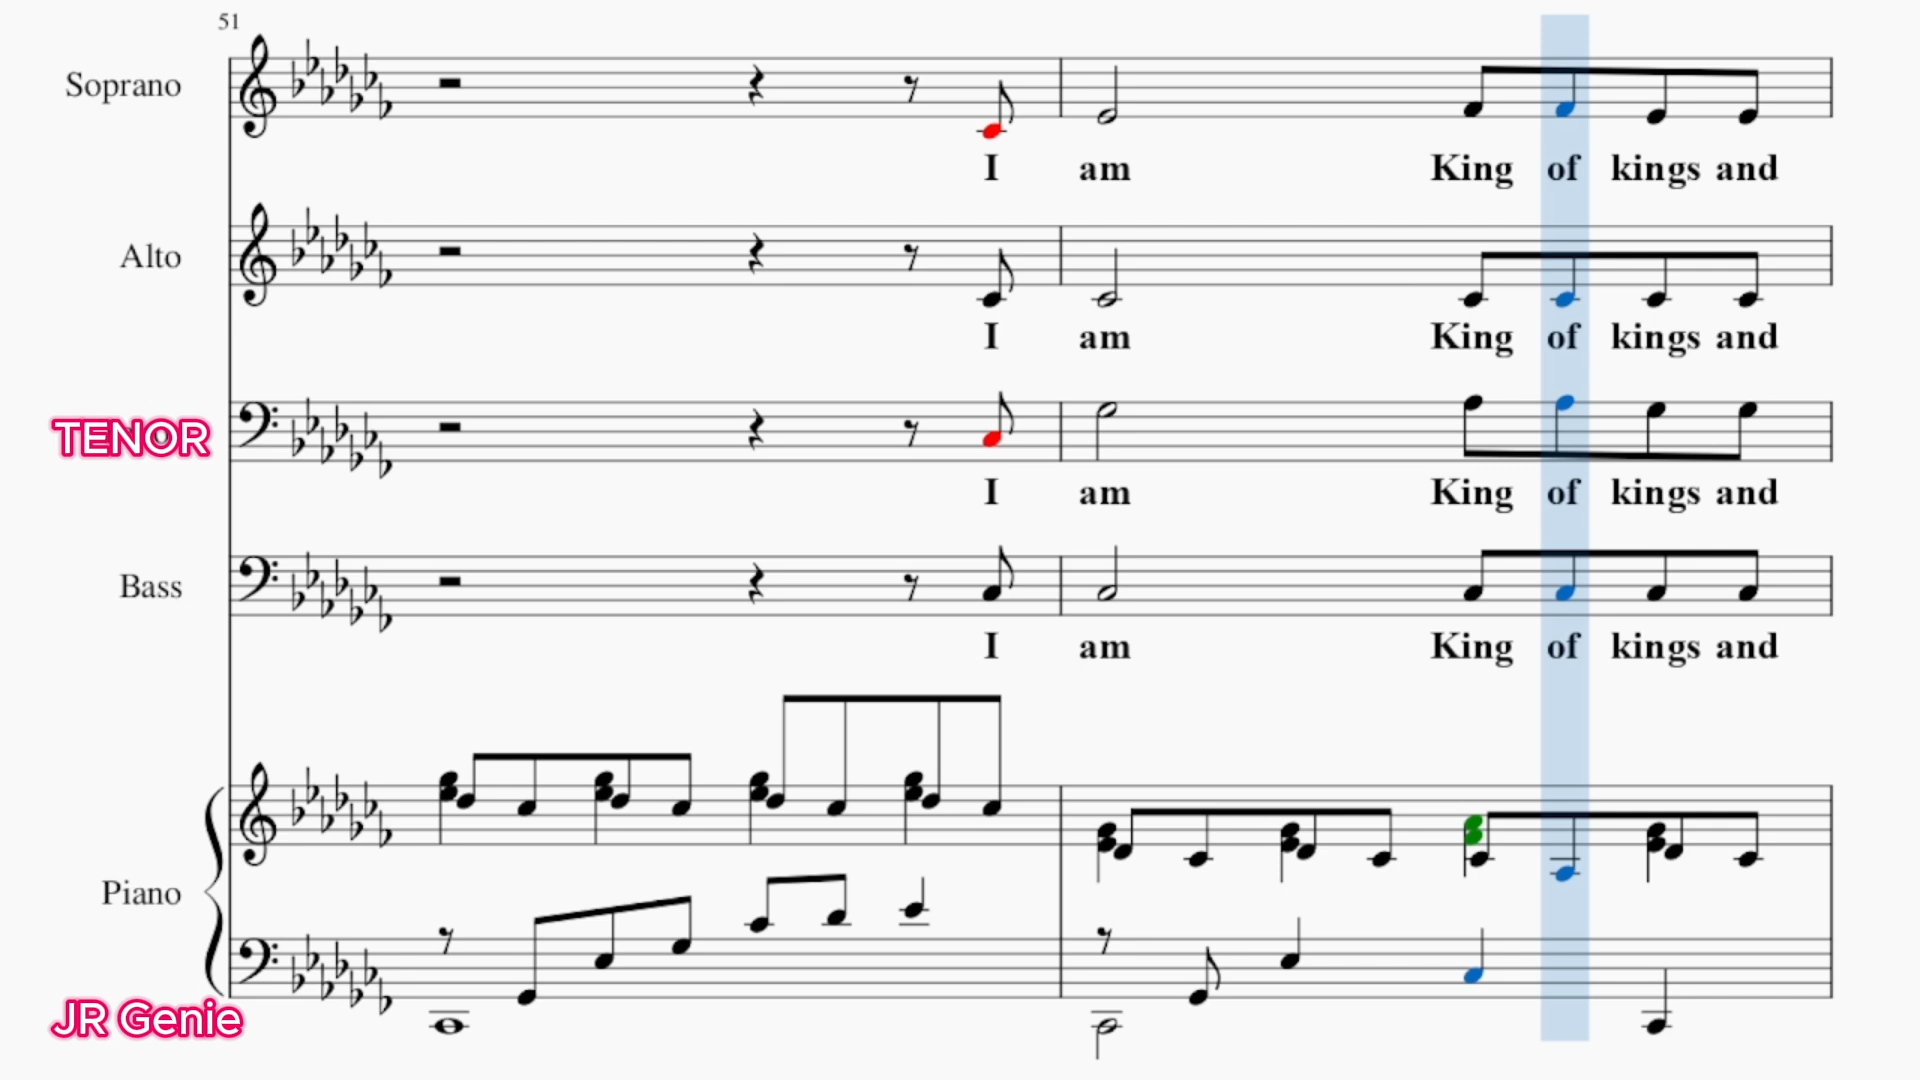 51
Soprano
I am King of kings and
Alto
I am King of kings and
TENOR
I am King of kings and
Bass
I am King of kings and
Piano
JR Genie